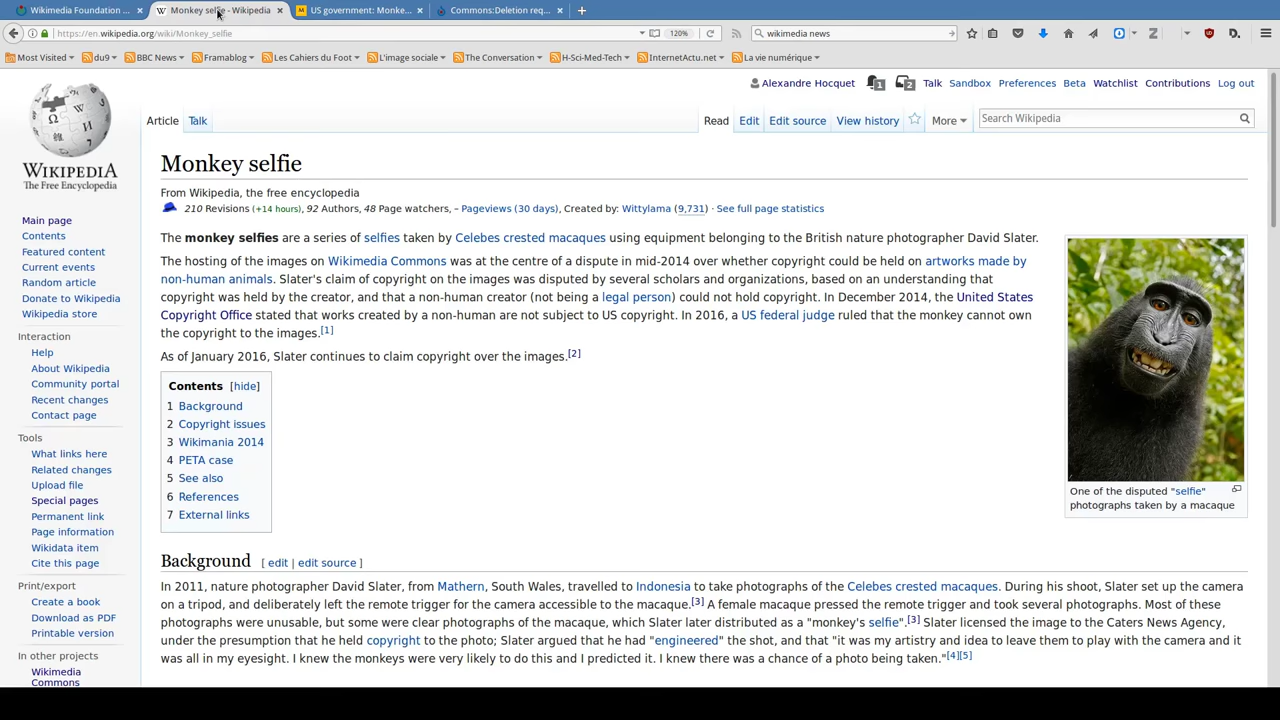 Wikimedia Foundation ... × Monkey selfie - Wikipedia × US government: Monke... × Commons:Deletion req... × +
https://en.wikipedia.org/wiki/Monkey_selfie 120% wikimedia news
Most Visited du9 BBC News Framablog Les Cahiers du Foot L'image sociale The Conversation H-Sci-Med-Tech InternetActu.net La vie numérique
Alexandre Hocquet 1 2 Talk Sandbox Preferences Beta Watchlist Contributions Log out
Article Talk Read Edit Edit source View history More Search Wikipedia
WIKIPEDIA
The Free Encyclopedia
Main page
Contents
Featured content
Current events
Random article
Donate to Wikipedia
Wikipedia store
Interaction
Help
About Wikipedia
Community portal
Recent changes
Contact page
Tools
What links here
Related changes
Upload file
Special pages
Permanent link
Page information
Wikidata item
Cite this page
Print/export
Create a book
Download as PDF
Printable version
In other projects
Wikimedia
Commons
Monkey selfie
From Wikipedia, the free encyclopedia
210 Revisions (+14 hours), 92 Authors, 48 Page watchers, – Pageviews (30 days), Created by: Wittylama (9,731) · See full page statistics
The monkey selfies are a series of selfies taken by Celebes crested macaques using equipment belonging to the British nature photographer David Slater.
The hosting of the images on Wikimedia Commons was at the centre of a dispute in mid-2014 over whether copyright could be held on artworks made by
non-human animals. Slater's claim of copyright on the images was disputed by several scholars and organizations, based on an understanding that
copyright was held by the creator, and that a non-human creator (not being a legal person) could not hold copyright. In December 2014, the United States
Copyright Office stated that works created by a non-human are not subject to US copyright. In 2016, a US federal judge ruled that the monkey cannot own
the copyright to the images.[1]
As of January 2016, Slater continues to claim copyright over the images.[2]
Contents [hide]
1 Background
2 Copyright issues
3 Wikimania 2014
4 PETA case
5 See also
6 References
7 External links
One of the disputed "selfie"
photographs taken by a macaque
Background [ edit | edit source ]
In 2011, nature photographer David Slater, from Mathern, South Wales, travelled to Indonesia to take photographs of the Celebes crested macaques. During his shoot, Slater set up the camera
on a tripod, and deliberately left the remote trigger for the camera accessible to the macaque.[3] A female macaque pressed the remote trigger and took several photographs. Most of these
photographs were unusable, but some were clear photographs of the macaque, which Slater later distributed as a "monkey's selfie".[3] Slater licensed the image to the Caters News Agency,
under the presumption that he held copyright to the photo; Slater argued that he had "engineered" the shot, and that "it was my artistry and idea to leave them to play with the camera and it
was all in my eyesight. I knew the monkeys were very likely to do this and I predicted it. I knew there was a chance of a photo being taken."[4][5]